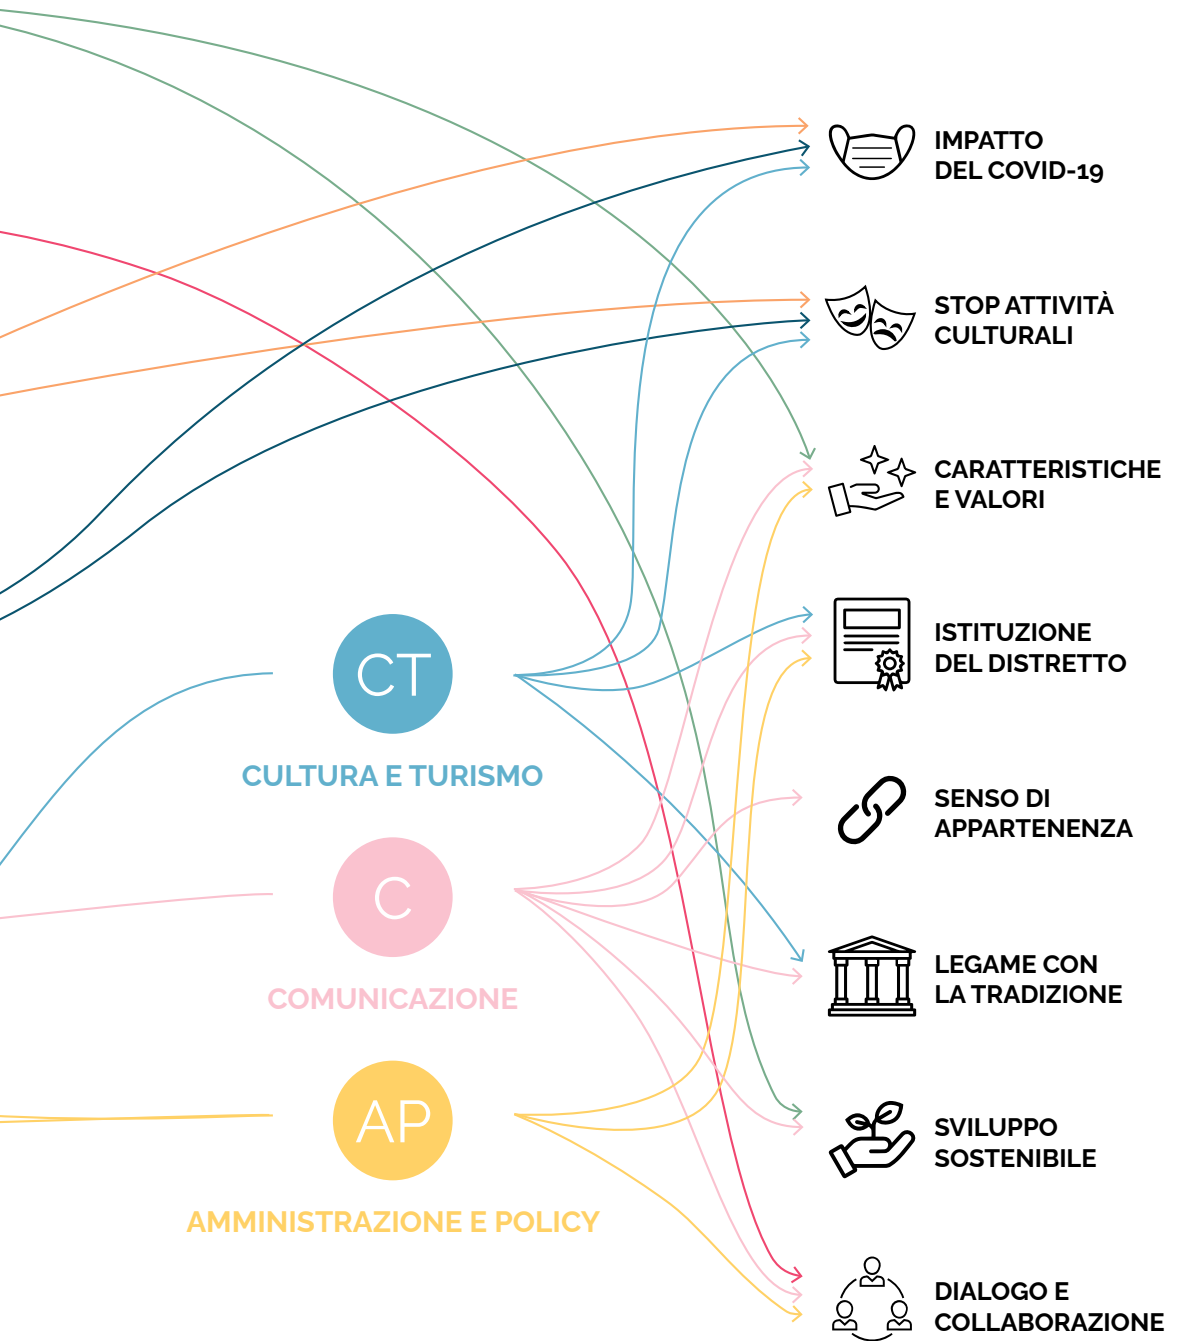 IMPATTO
DEL COVID-19
STOP ATTIVITÀ
CULTURALI
CARATTERISTICHE
E VALORI
ISTITUZIONE
DEL DISTRETTO
CT
CULTURA E TURISMO
SENSO DI
APPARTENENZA
C
COMUNICAZIONE
LEGAME CON
LA TRADIZIONE
AP
AMMINISTRAZIONE E POLICY
SVILUPPO
SOSTENIBILE
DIALOGO E
COLLABORAZIONE